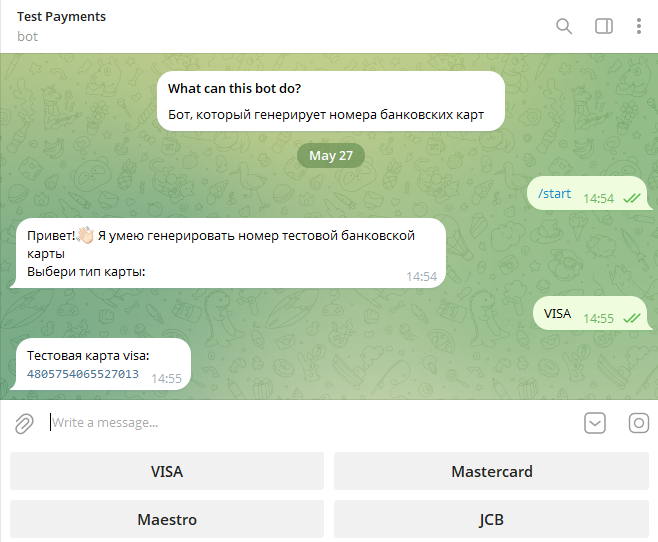 Test Payments
bot
What can this bot do?
Бот, который генерирует номера банковских карт
May 27
/start 14:54
Привет!👋🏻 Я умею генерировать номер тестовой банковской
карты
Выбери тип карты:
14:54
VISA 14:55
Тестовая карта visa:
4805754065527013 14:55
Write a message...
VISA
Mastercard
Maestro
JCB